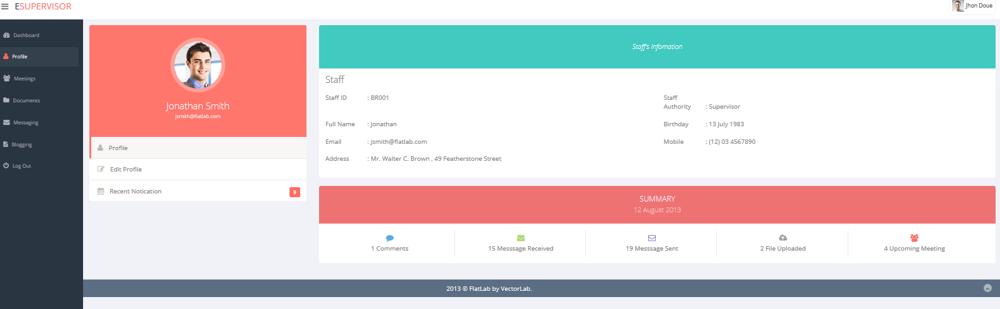 ESUPERVISOR
Jhon Doue
Dashboard
Profile
Meetings
Documents
Messaging
Blogging
Log Out
Jonathan Smith
jsmith@flatlab.com
Profile
Edit Profile
Recent Notication 9
Staff's Infomation
Staff
Staff ID : BR001
Staff
Authority : Supervisor
Full Name : Jonathan
Birthday : 13 July 1983
Email : jsmith@flatlab.com
Mobile : (12) 03 4567890
Address : Mr. Walter C. Brown , 49 Featherstone Street
SUMMARY
12 August 2013
1 Comments
15 Messsage Received
19 Messsage Sent
2 File Uploaded
4 Upcoming Meeting
2013 © FlatLab by VectorLab.